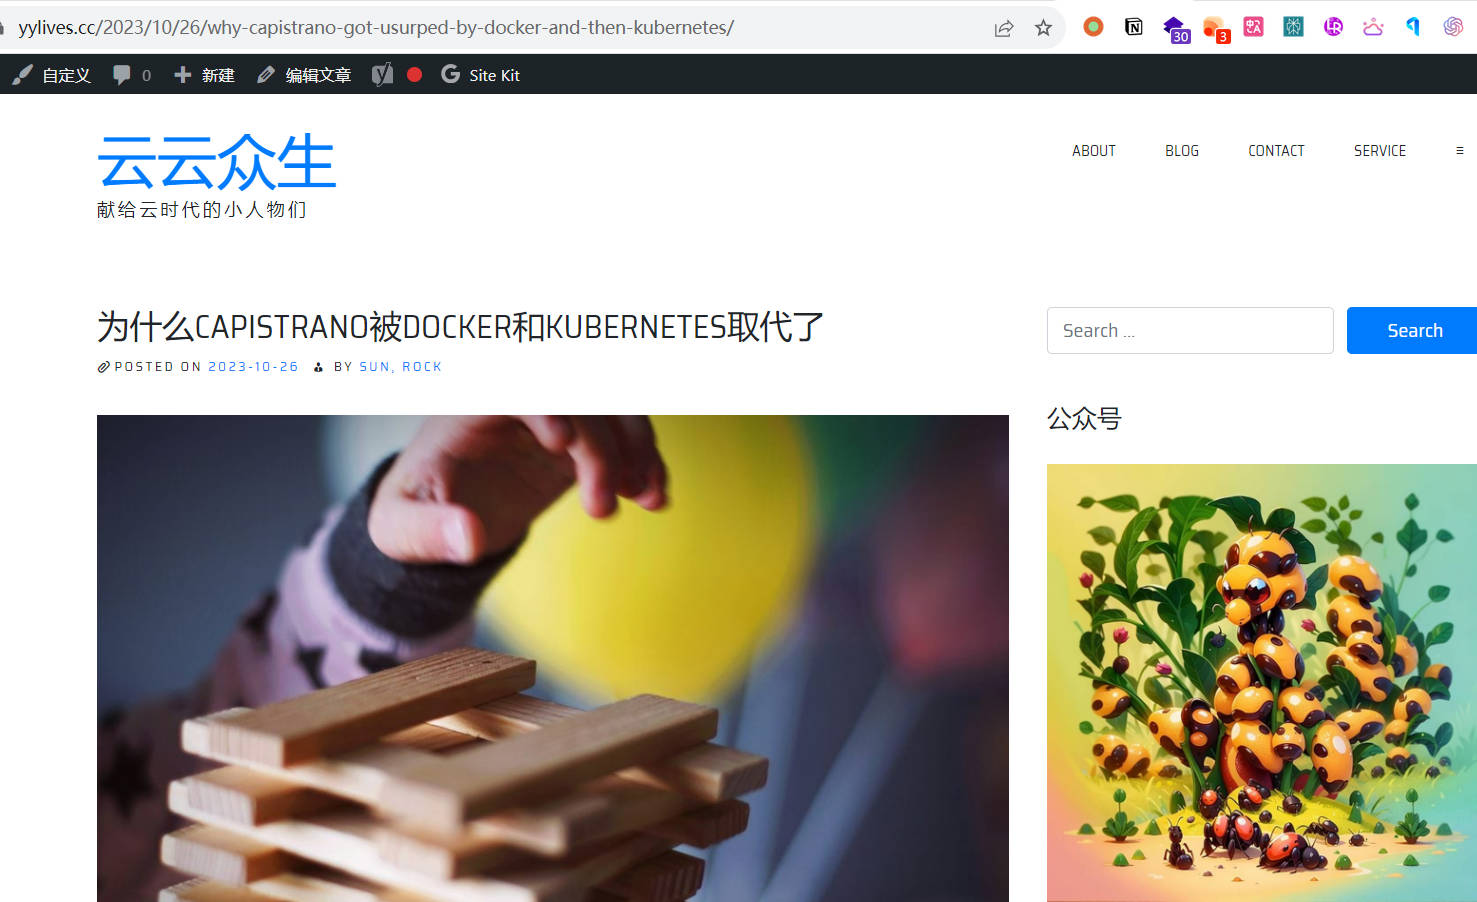 yylives.cc/2023/10/26/why-capistrano-got-usurped-by-docker-and-then-kubernetes/
30
3
自定义 0 新建 编辑文章 Site Kit
云云众生
献给云时代的小人物们
ABOUT BLOG CONTACT SERVICE ≡
为什么CAPISTRANO被DOCKER和KUBERNETES取代了
POSTED ON 2023-10-26 BY SUN, ROCK
Search ... Search
公众号